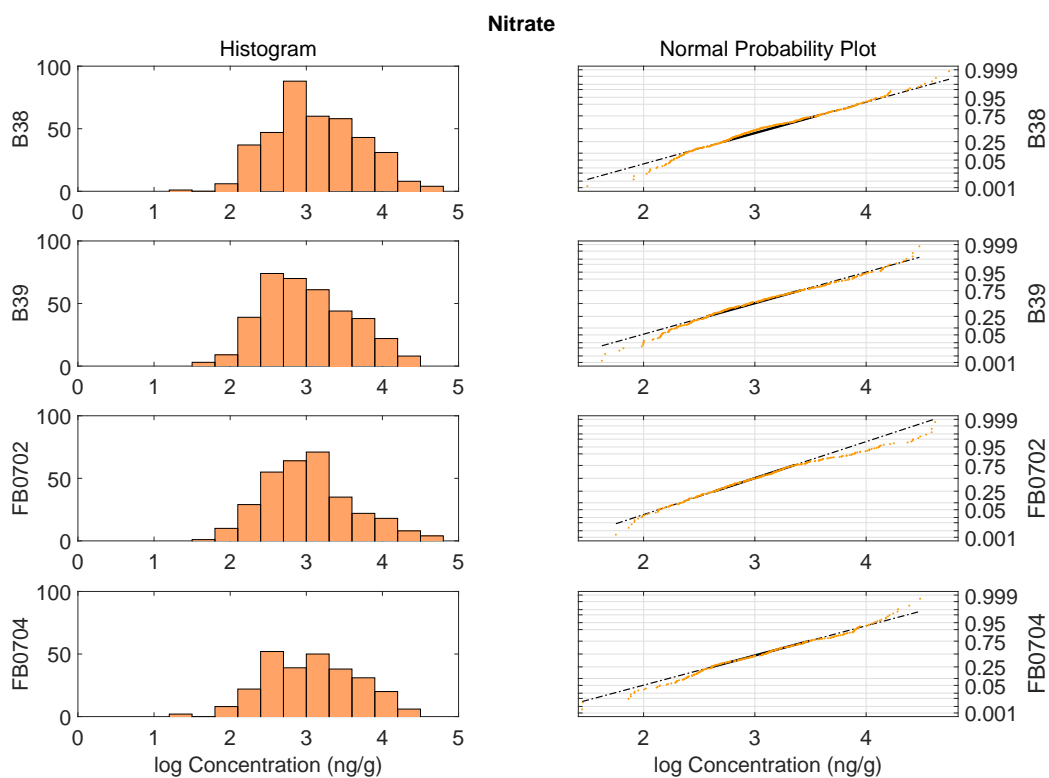 Nitrate
Histogram
Normal Probability Plot
100
50
0
B38
0 1 2 3 4 5
0.999
0.95
0.75
0.25
0.05
0.001
B38
2 3 4
100
50
0
B39
0 1 2 3 4 5
0.999
0.95
0.75
0.25
0.05
0.001
B39
2 3 4
100
50
0
FB0702
0 1 2 3 4 5
0.999
0.95
0.75
0.25
0.05
0.001
FB0702
2 3 4
100
50
0
FB0704
0 1 2 3 4 5
log Concentration (ng/g)
0.999
0.95
0.75
0.25
0.05
0.001
FB0704
2 3 4
log Concentration (ng/g)